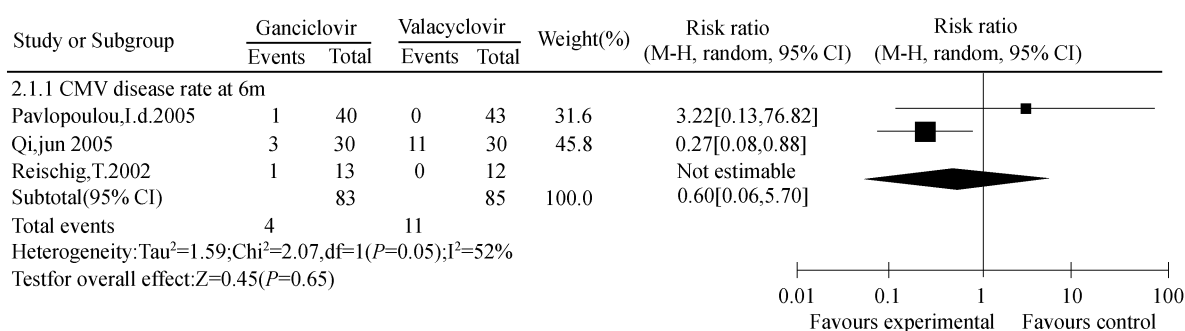 Study or Subgroup Ganciclovir Valacyclovir Weight(%) Risk ratio Risk ratio
Events Total Events Total (M-H, random, 95% CI) (M-H, random, 95% CI)
2.1.1 CMV disease rate at 6m
Pavlopoulou,I.d.2005 1 40 0 43 31.6 3.22[0.13,76.82]
Qi,jun 2005 3 30 11 30 45.8 0.27[0.08,0.88]
Reischig,T.2002 1 13 0 12 Not estimable
Subtotal(95% CI) 83 85 100.0 0.60[0.06,5.70]
Total events 4 11
Heterogeneity:Tau²=1.59;Chi²=2.07,df=1(P=0.05);I²=52%
Testfor overall effect:Z=0.45(P=0.65)
0.01 0.1 1 10 100
Favours experimental Favours control